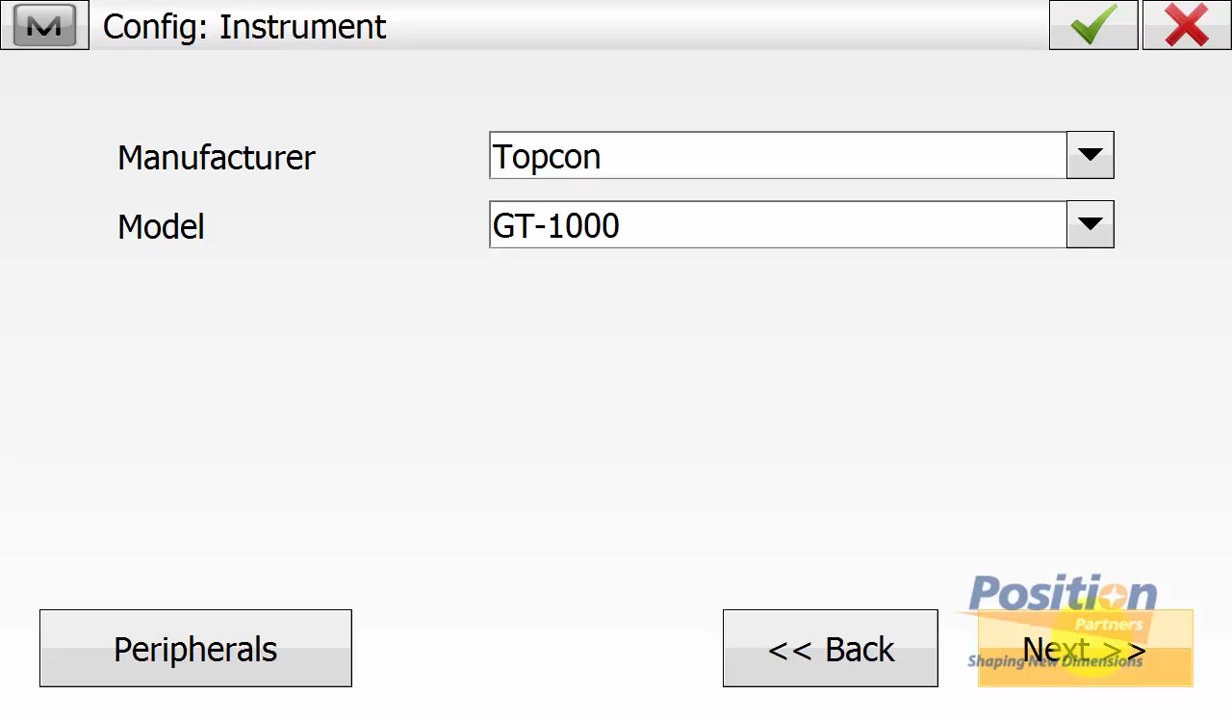 M Config: Instrument
Manufacturer Topcon
Model GT-1000
Position
Partners
Shaping New Dimensions
Peripherals << Back Next >>